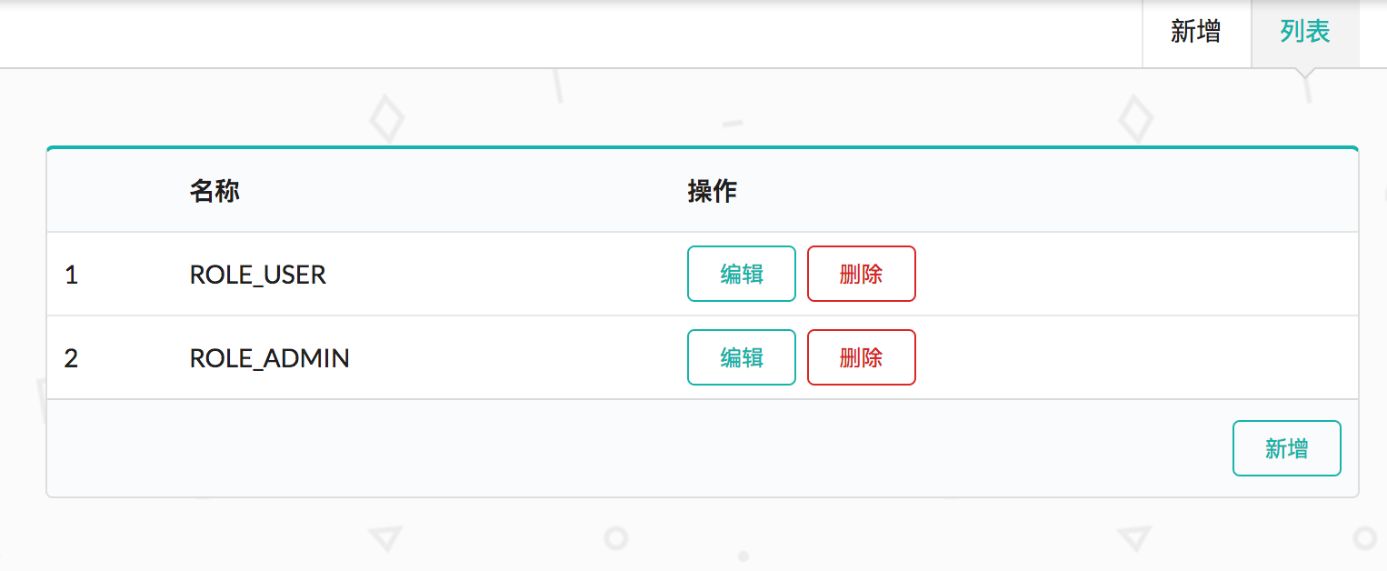 新增 列表
名称 操作
1 ROLE_USER 编辑 删除
2 ROLE_ADMIN 编辑 删除
新增